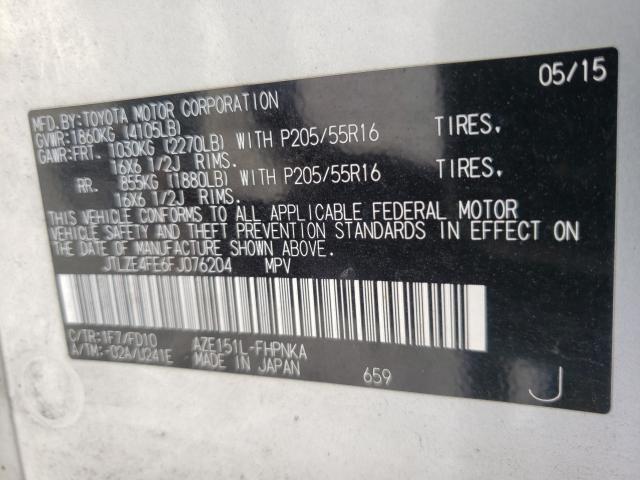 05/15
MFD.BY:TOYOTA MOTOR CORPORATION
GVWR:1860KG (4105LB)
GAWR:FRT. 1030KG (2270LB) WITH P205/55R16 TIRES,
16X6 1/2J RIMS.
RR. 855KG (1880LB) WITH P205/55R16 TIRES,
16X6 1/2J RIMS.
THIS VEHICLE CONFORMS TO ALL APPLICABLE FEDERAL MOTOR
VEHICLE SAFETY AND THEFT PREVENTION STANDARDS IN EFFECT
ON THE DATE OF MANUFACTURE SHOWN ABOVE.
JTLZE4FE6FJ076204 MPV
C/TR:1F7/FD10 AZE151L-FHPNKA
A/TM:-02A/U241E MADE IN JAPAN
659
J